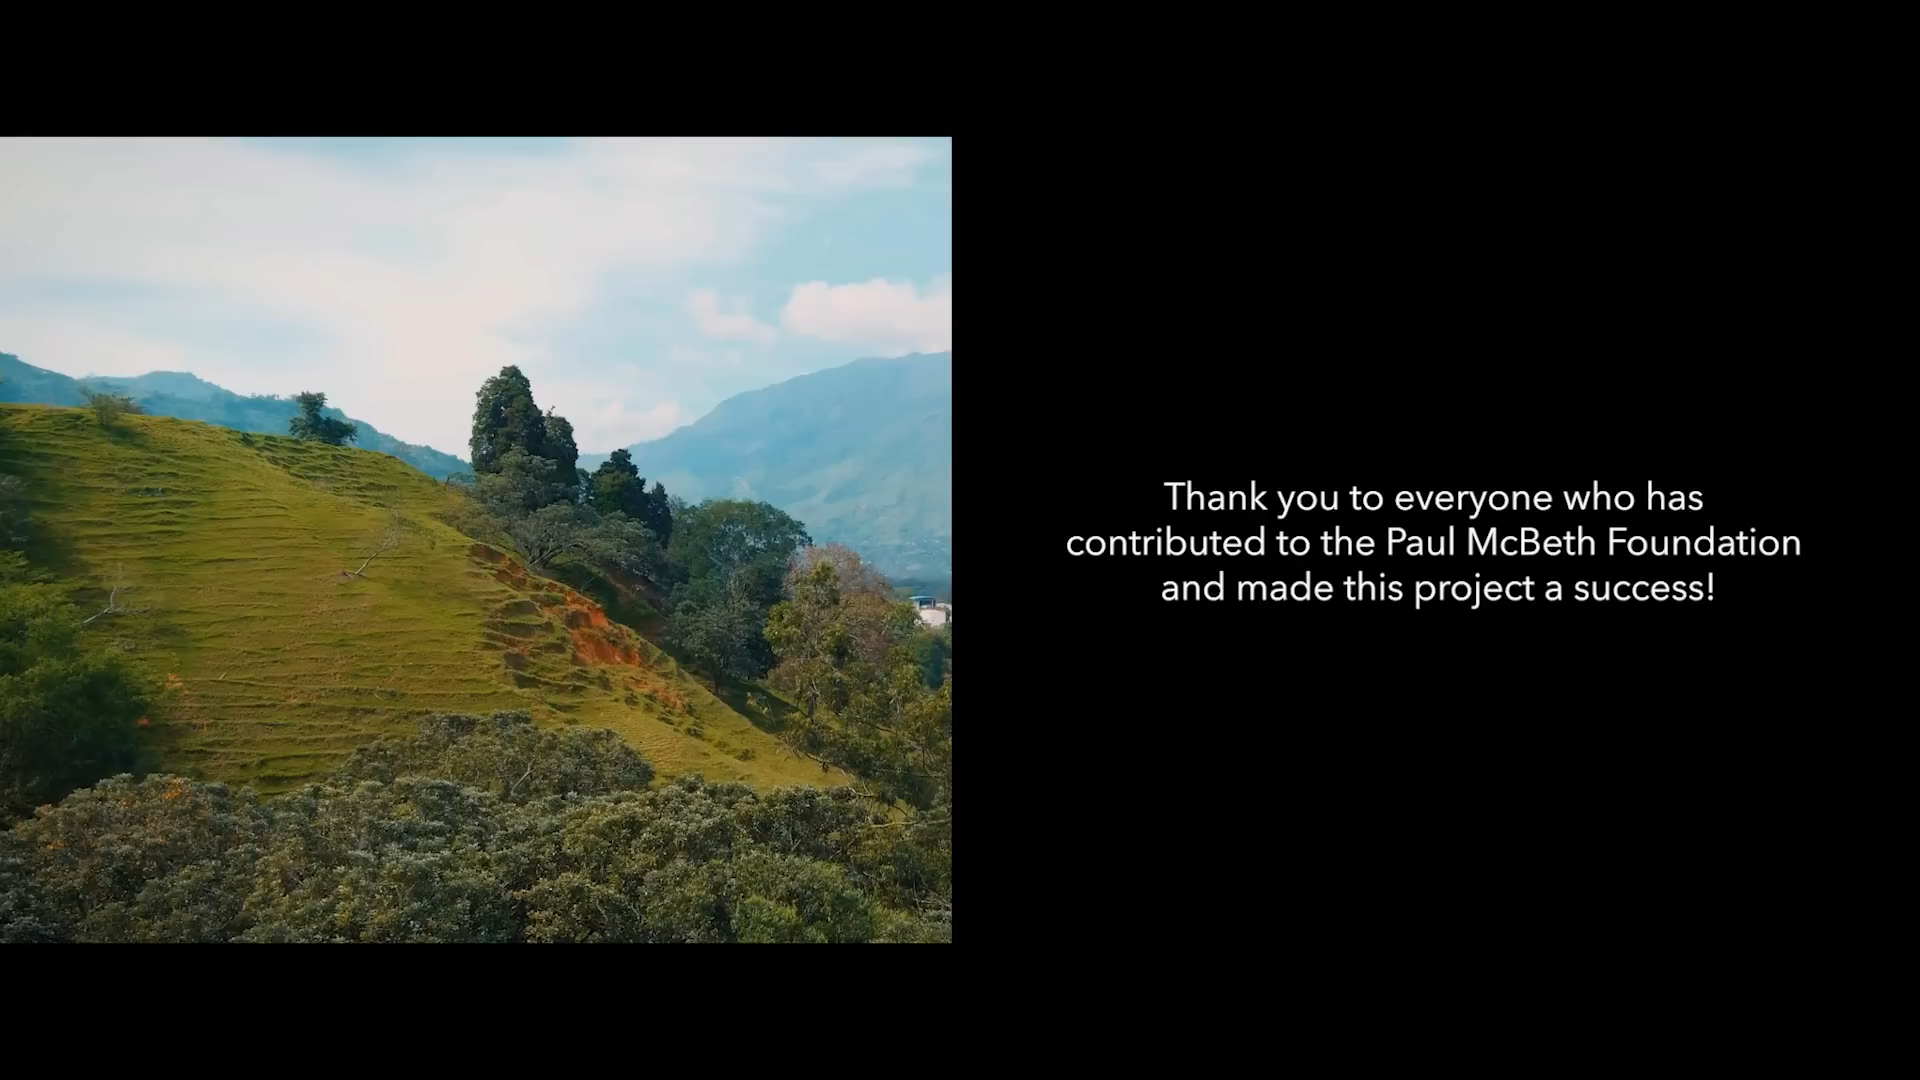 Thank you to everyone who has
contributed to the Paul McBeth Foundation
and made this project a success!